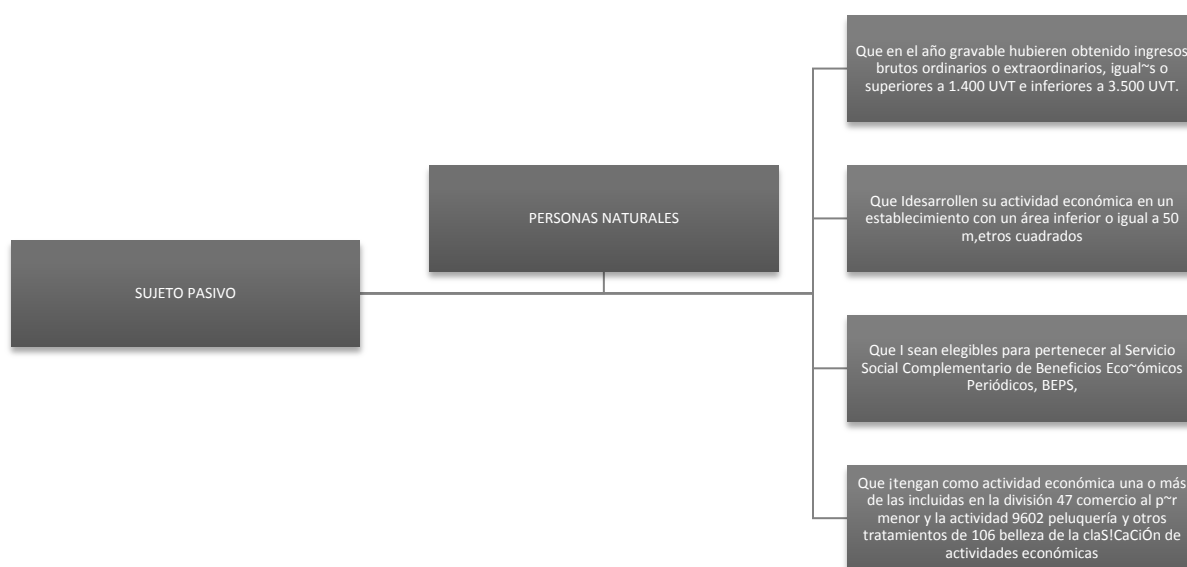 SUJETO PASIVO
PERSONAS NATURALES
Que en el año gravable hubieren obtenido ingresos
brutos ordinarios o extraordinarios, igual~s o
superiores a 1.400 UVT e inferiores a 3.500 UVT.
Que Idesarrollen su actividad económica en un
establecimiento con un área inferior o igual a 50
m,etros cuadrados
Que I sean elegibles para pertenecer al Servicio
Social Complementario de Beneficios Eco~ómicos
Periódicos, BEPS,
Que ¡tengan como actividad económica una o más
de las incluidas en la división 47 comercio al p~r
menor y la actividad 9602 peluquería y otros
tratamientos de 106 belleza de la claS!CaCiÓn de
actividades económicas